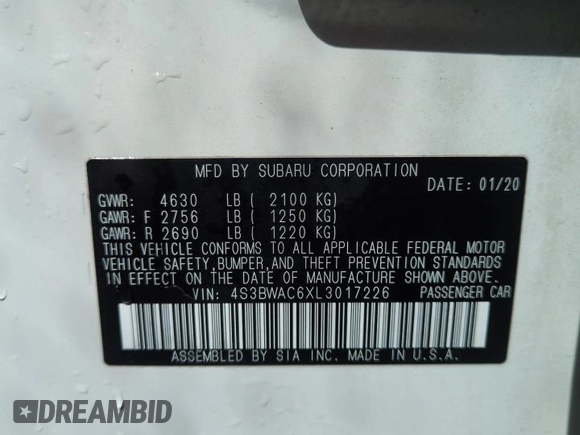 MFD BY SUBARU CORPORATION
DATE: 01/20
GVWR: 4630 LB ( 2100 KG)
GAWR: F 2756 LB ( 1250 KG)
GAWR: R 2690 LB ( 1220 KG)
THIS VEHICLE CONFORMS TO ALL APPLICABLE FEDERAL MOTOR
VEHICLE SAFETY,BUMPER,AND THEFT PREVENTION STANDARDS
IN EFFECT ON THE DATE OF MANUFACTURE SHOWN ABOVE.
VIN: 4S3BWAC6XL3017226 PASSENGER CAR
ASSEMBLED BY SIA INC. MADE IN U.S.A.
DREAMBID